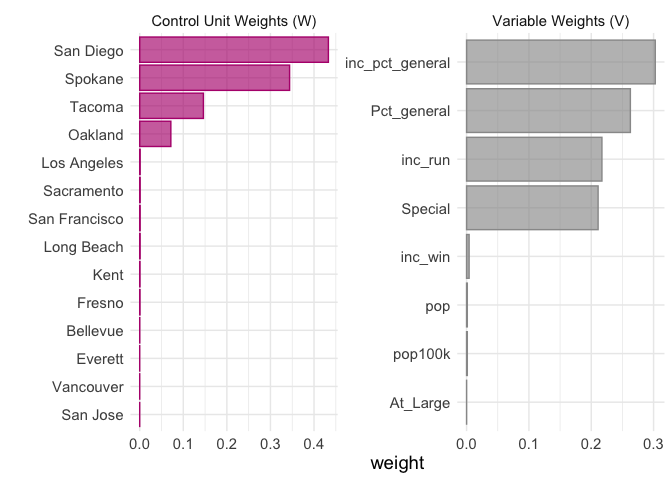 Control Unit Weights (W)
San Diego
Spokane
Tacoma
Oakland
Los Angeles
Sacramento
San Francisco
Long Beach
Kent
Fresno
Bellevue
Everett
Vancouver
San Jose
0.0 0.1 0.2 0.3 0.4
Variable Weights (V)
inc_pct_general
Pct_general
inc_run
Special
inc_win
pop
pop100k
At_Large
0.0 0.1 0.2 0.3
weight